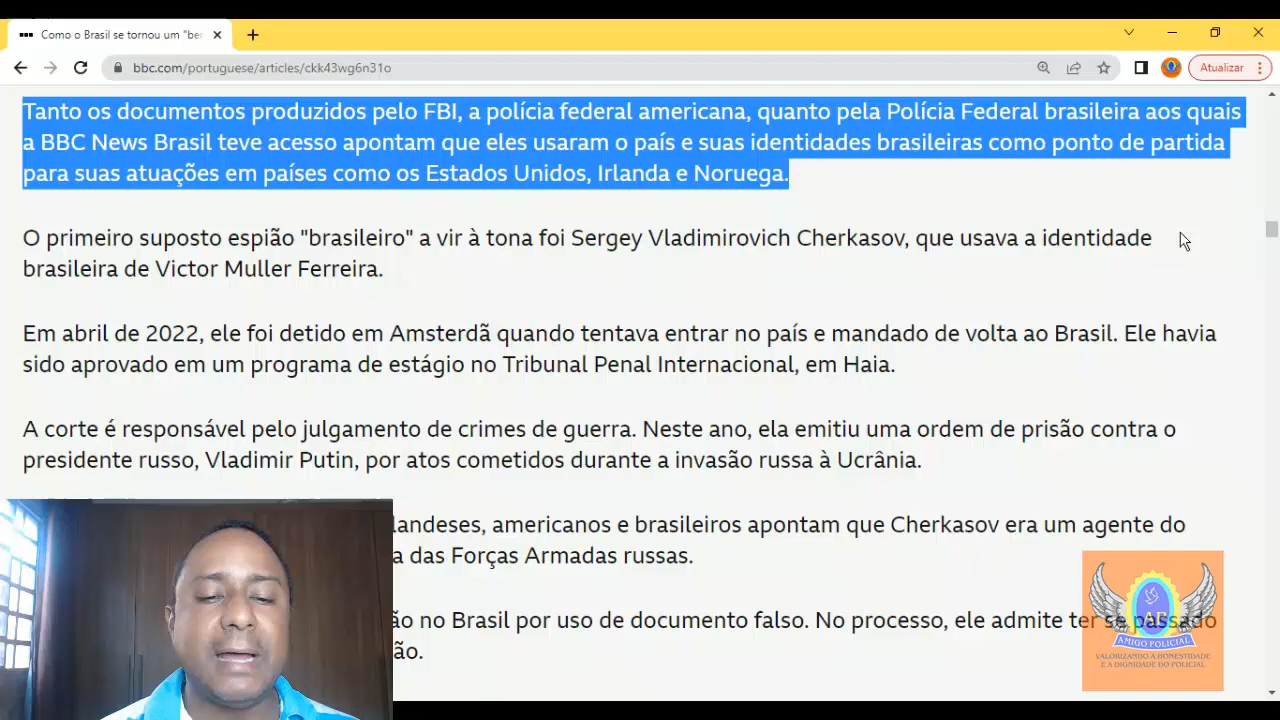 Como o Brasil se tornou um "ber
Atualizar
bbc.com/portuguese/articles/ckk43wg6n31o
Tanto os documentos produzidos pelo FBI, a polícia federal americana, quanto pela Polícia Federal brasileira aos quais
a BBC News Brasil teve acesso apontam que eles usaram o país e suas identidades brasileiras como ponto de partida
para suas atuações em países como os Estados Unidos, Irlanda e Noruega.
O primeiro suposto espião "brasileiro" a vir à tona foi Sergey Vladimirovich Cherkasov, que usava a identidade
brasileira de Victor Muller Ferreira.
Em abril de 2022, ele foi detido em Amsterdã quando tentava entrar no país e mandado de volta ao Brasil. Ele havia
sido aprovado em um programa de estágio no Tribunal Penal Internacional, em Haia.
A corte é responsável pelo julgamento de crimes de guerra. Neste ano, ela emitiu uma ordem de prisão contra o
presidente russo, Vladimir Putin, por atos cometidos durante a invasão russa à Ucrânia.
landeses, americanos e brasileiros apontam que Cherkasov era um agente do
a das Forças Armadas russas.
ão no Brasil por uso de documento falso. No processo, ele admite ter se passado
ão.
AP
AMIGO POLICIAL
VALORIZANDO A HONESTIDADE
E A DIGNIDADE DO POLICIAL